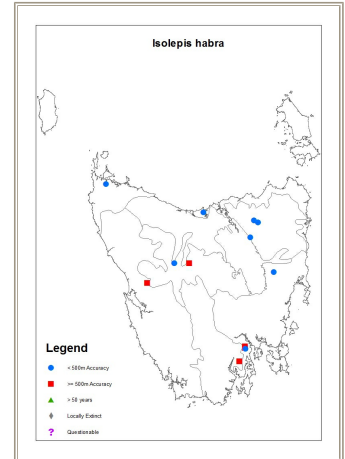 Isolepis habra
Legend
< 500m Accuracy
>= 500m Accuracy
> 50 years
Locally Extinct
? Questionable